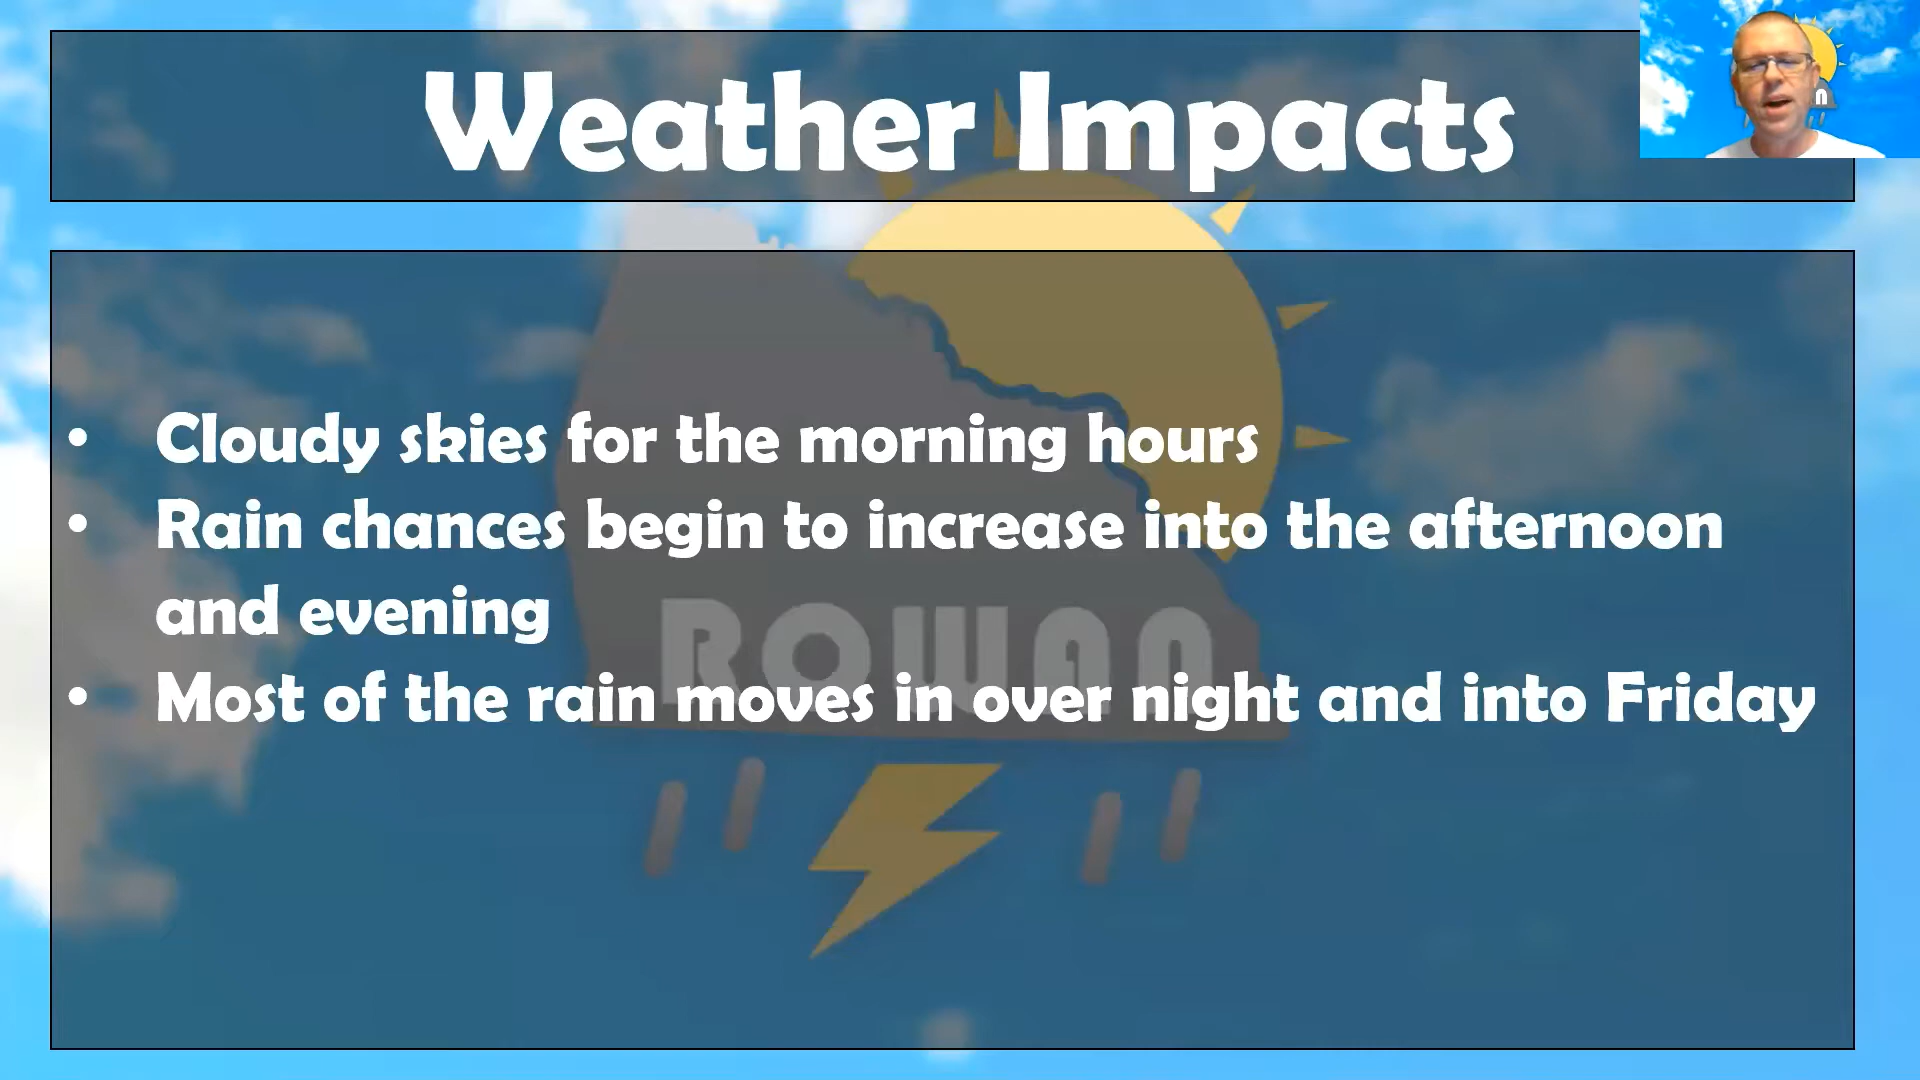 Weather Impacts
• Cloudy skies for the morning hours
• Rain chances begin to increase into the afternoon
and evening
• Most of the rain moves in over night and into Friday
ROWAN